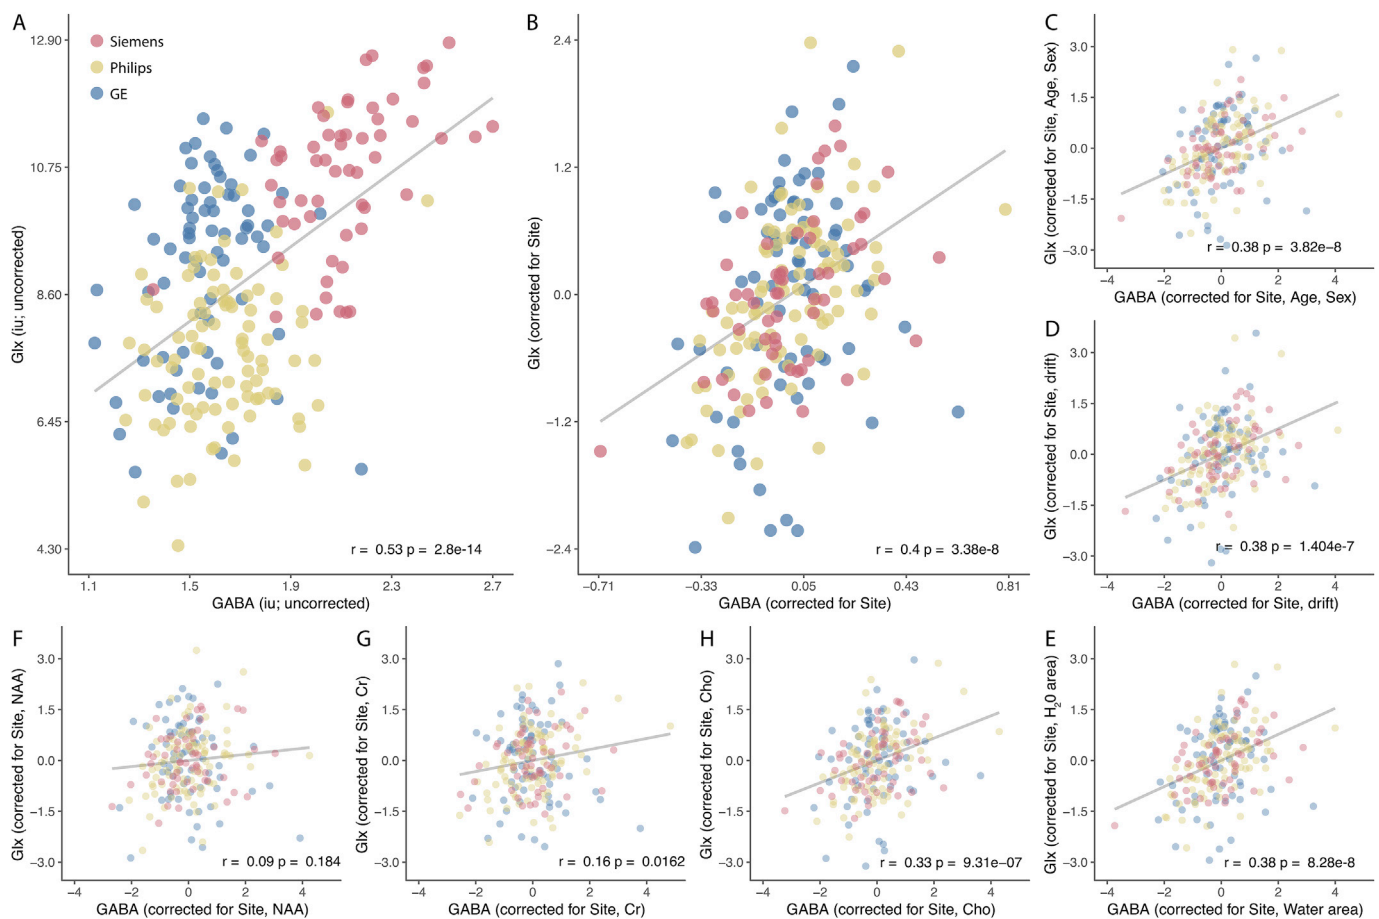 A
Siemens
Philips
GE
12.90
10.75
8.60
6.45
4.30
Glx (iu; uncorrected)
1.1 1.5 1.9 2.3 2.7
GABA (iu; uncorrected)
r = 0.53 p = 2.8e-14
B
2.4
1.2
0.0
−1.2
−2.4
Glx (corrected for Site)
−0.71 −0.33 0.05 0.43 0.81
GABA (corrected for Site)
r = 0.4 p = 3.38e-8
C
3.0
1.5
0.0
−1.5
−3.0
Glx (corrected for Site, Age, Sex)
r = 0.38 p = 3.82e−8
−4 −2 0 2 4
GABA (corrected for Site, Age, Sex)
D
3.0
1.5
0.0
−1.5
−3.0
Glx (corrected for Site, drift)
r = 0.38 p = 1.404e-7
−4 −2 0 2 4
GABA (corrected for Site, drift)
F
3.0
1.5
0.0
−1.5
−3.0
Glx (corrected for Site, NAA)
r = 0.09 p = 0.184
−4 −2 0 2 4
GABA (corrected for Site, NAA)
G
3.0
1.5
0.0
−1.5
−3.0
Glx (corrected for Site, Cr)
r = 0.16 p = 0.0162
−4 −2 0 2 4
GABA (corrected for Site, Cr)
H
3.0
1.5
0.0
−1.5
−3.0
Glx (corrected for Site, Cho)
r = 0.33 p = 9.31e−07
−4 −2 0 2 4
GABA (corrected for Site, Cho)
E
3.0
1.5
0.0
−1.5
−3.0
Glx (corrected for Site, H₂0 area)
r = 0.38 p = 8.28e-8
−4 −2 0 2 4
GABA (corrected for Site, Water area)